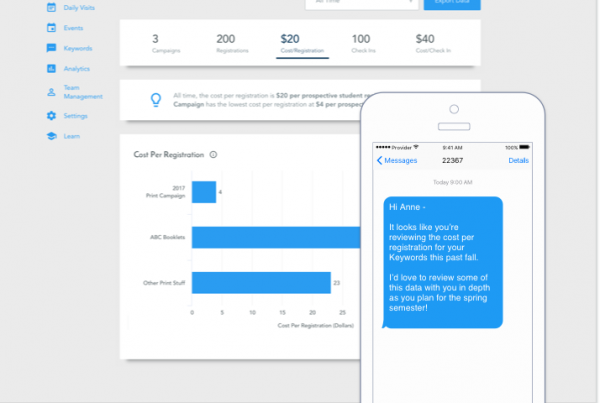 All Time
Export Data
Daily Visits
Events
Keywords
Analytics
Team
Management
Settings
Learn
3
Campaigns
200
Registrations
$20
Cost/Registration
100
Check Ins
$40
Cost/Check In
All time, the cost per registration is $20 per prospective student
Campaign has the lowest cost per registration at $4 per
Cost Per Registration
2017
Print Campaign
4
ABC Booklets
Other Print Stuff
23
0
5
10
15
20
25
Cost Per Registration (Dollars)
Provider
9:41 AM
100%
Messages
22367
Details
Today 9:00 AM
Hi Anne -
It looks like you're
reviewing the cost per
registration for your
Keywords this past fall.
I'd love to review some of
this data with you in depth
as you plan for the spring
semester!